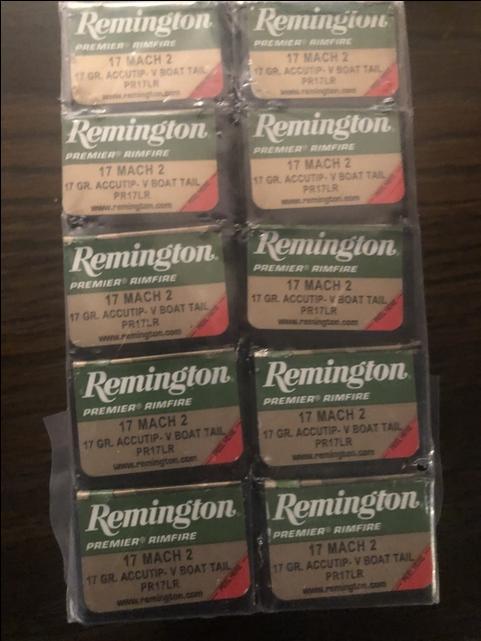 Remington
PREMIER® RIMFIRE
17 MACH 2
17 GR. ACCUTIP- V BOAT TAIL
PR17LR
www.remington.com
Remington
PREMIER® RIMFIRE
17 MACH 2
17 GR. ACCUTIP- V BOAT TAIL
PR17LR
www.remington.com
Remington
PREMIER® RIMFIRE
17 MACH 2
17 GR. ACCUTIP- V BOAT TAIL
PR17LR
www.remington.com
Remington
PREMIER® RIMFIRE
17 MACH 2
17 GR. ACCUTIP- V BOAT TAIL
PR17LR
www.remington.com
Remington
PREMIER® RIMFIRE
17 MACH 2
17 GR. ACCUTIP- V BOAT TAIL
PR17LR
www.remington.com
Remington
PREMIER® RIMFIRE
17 MACH 2
17 GR. ACCUTIP- V BOAT TAIL
PR17LR
www.remington.com
Remington
PREMIER® RIMFIRE
17 MACH 2
17 GR. ACCUTIP- V BOAT TAIL
PR17LR
www.remington.com
Remington
PREMIER® RIMFIRE
17 MACH 2
17 GR. ACCUTIP- V BOAT TAIL
PR17LR
www.remington.com
Remington
PREMIER® RIMFIRE
17 MACH 2
17 GR. ACCUTIP- V BOAT TAIL
PR17LR
www.remington.com
Remington
PREMIER® RIMFIRE
17 MACH 2
17 GR. ACCUTIP- V BOAT TAIL
PR17LR
www.remington.com